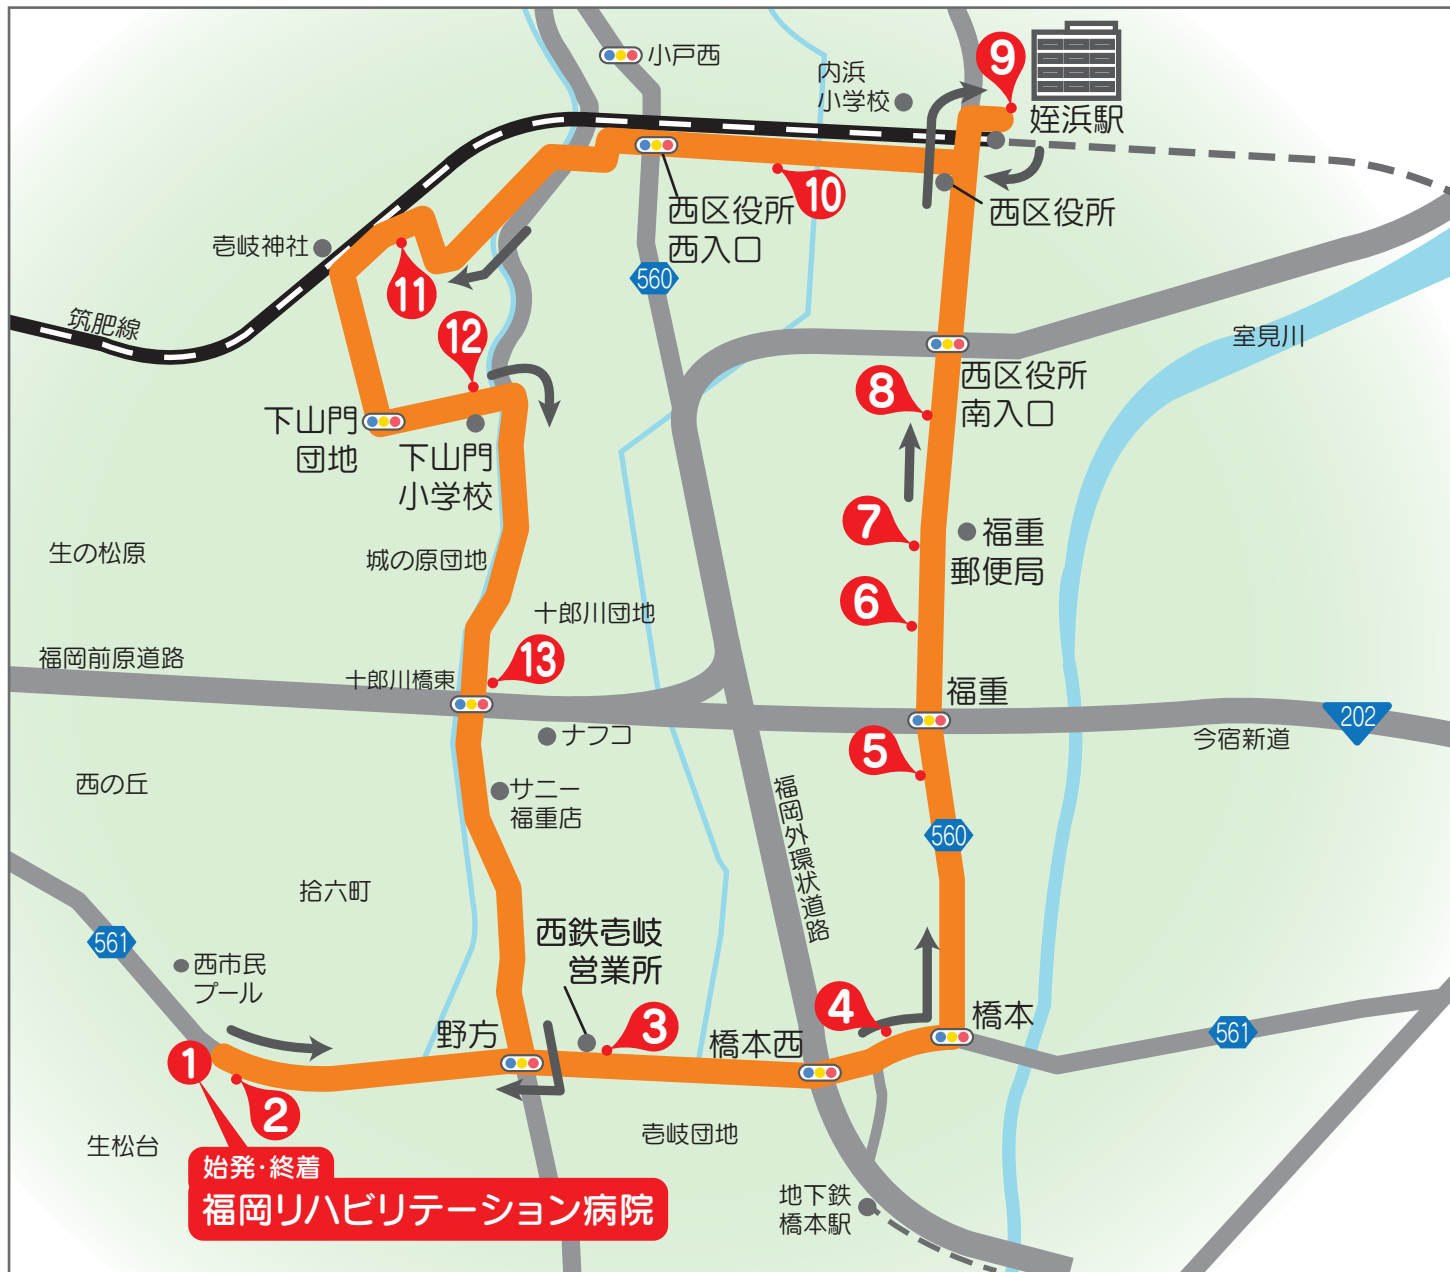 小戸西
内浜
小学校
9
姪浜駅
西区役所
西入口
10
西区役所
壱岐神社
11
560
筑肥線
12
室見川
西区役所
南入口
8
下山門
団地
下山門
小学校
7
福重
郵便局
生の松原
城の原団地
6
十郎川団地
福岡前原道路
十郎川橋東
13
福重
202
今宿新道
ナフコ
5
西の丘
サニー
福重店
福岡外環状道路
560
拾六町
561
西鉄壱岐
営業所
西市民
プール
4
橋本
野方
3
橋本西
561
1
2
生松台
壱岐団地
始発・終着
福岡リハビリテーション病院
地下鉄
橋本駅